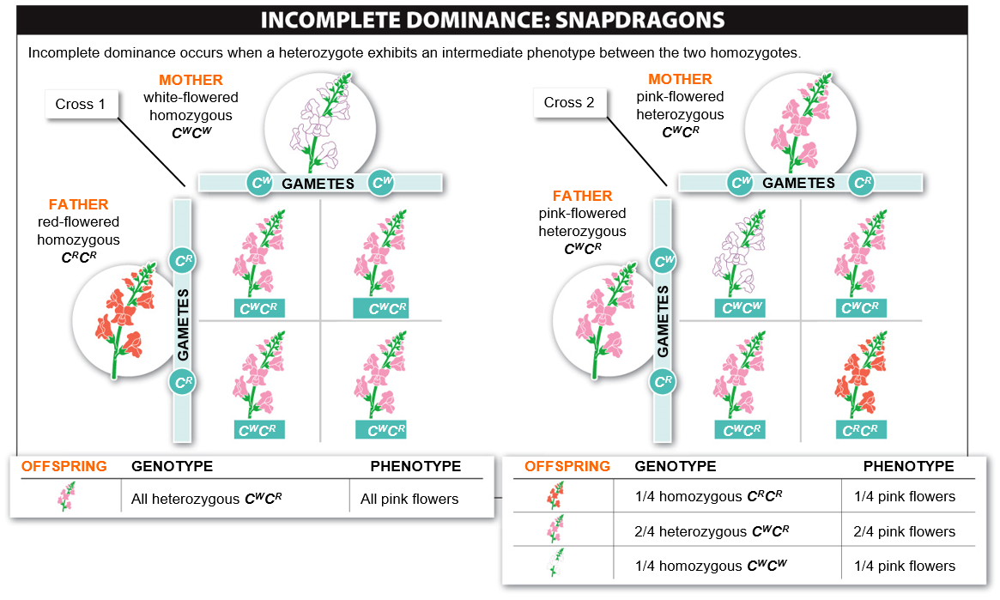 INCOMPLETE DOMINANCE: SNAPDRAGONS
Incomplete dominance occurs when a heterozygote exhibits an intermediate phenotype between the two homozygotes.
Cross 1
MOTHER
white-flowered
homozygous
CᵂCᵂ
Cᵂ GAMETES Cᵂ
FATHER
red-flowered
homozygous
CᴿCᴿ
Cᴿ
GAMETES
Cᴿ
CᵂCᴿ CᵂCᴿ
CᵂCᴿ CᵂCᴿ
OFFSPRING GENOTYPE PHENOTYPE
All heterozygous CᵂCᴿ All pink flowers
Cross 2
MOTHER
pink-flowered
heterozygous
CᵂCᴿ
Cᵂ GAMETES Cᴿ
FATHER
pink-flowered
heterozygous
CᵂCᴿ
Cᵂ
GAMETES
Cᴿ
CᵂCᵂ CᵂCᴿ
CᵂCᴿ CᴿCᴿ
OFFSPRING GENOTYPE PHENOTYPE
1/4 homozygous CᴿCᴿ 1/4 pink flowers
2/4 heterozygous CᵂCᴿ 2/4 pink flowers
1/4 homozygous CᵂCᵂ 1/4 pink flowers